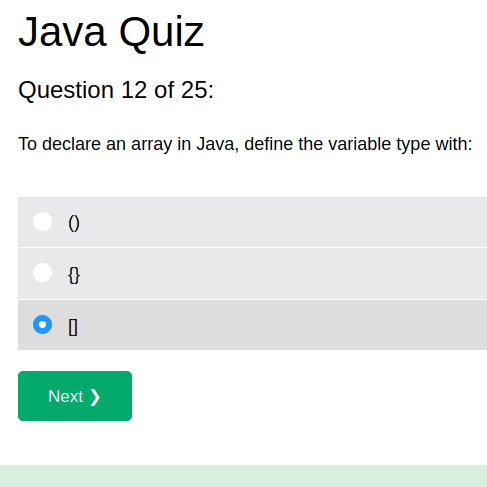 Java Quiz
Question 12 of 25:
To declare an array in Java, define the variable type with:
()
{}
[]
Next ❯